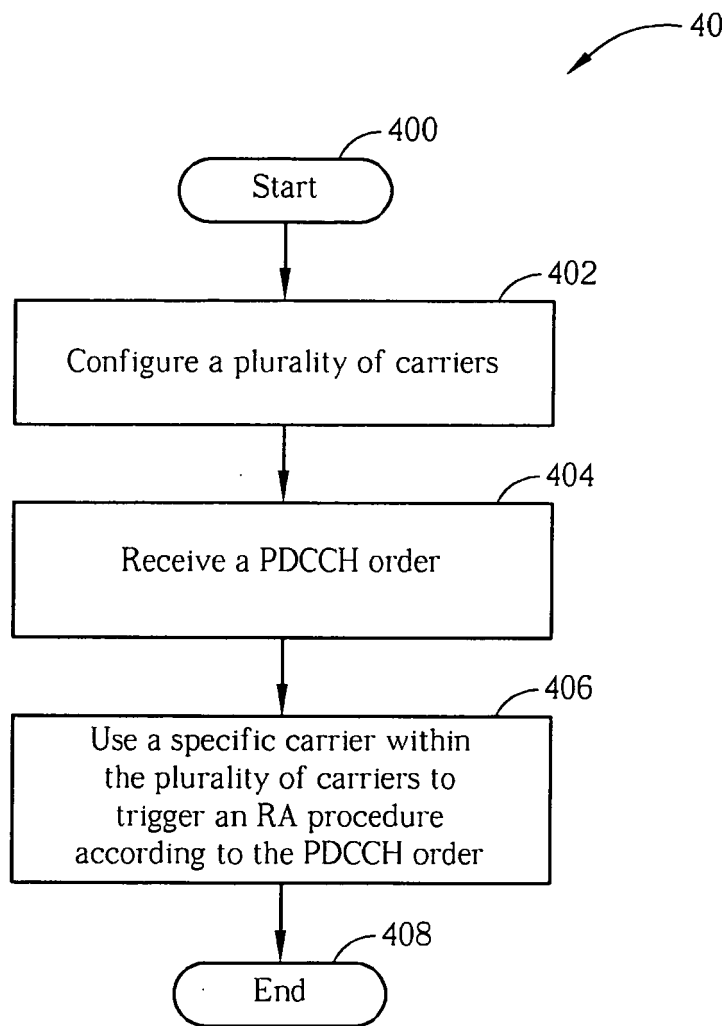 40
400
Start
402
Configure a plurality of carriers
404
Receive a PDCCH order
406
Use a specific carrier within
the plurality of carriers to
trigger an RA procedure
according to the PDCCH order
408
End